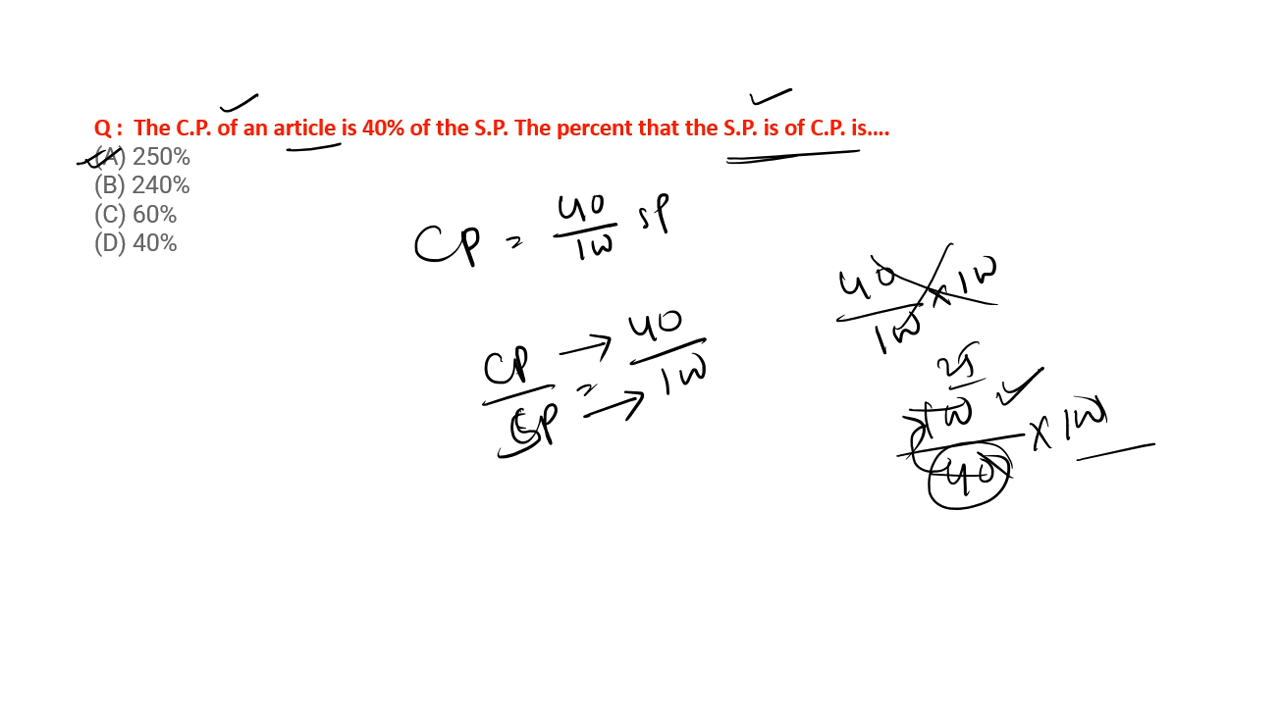 Q : The C.P. of an article is 40% of the S.P. The percent that the S.P. is of C.P. is....
(A) 250%
(B) 240%
(C) 60%
(D) 40%
CP = 40/100 SP
CP/SP = 40/100
40/100 × 100
25
100/40 × 100